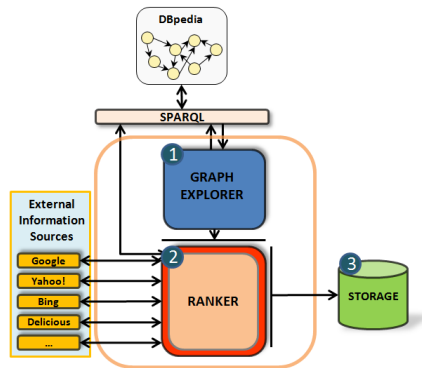 DBpedia
SPARQL
1
GRAPH
EXPLORER
External
Information
Sources
Google
Yahoo!
Bing
Delicious
...
2
RANKER
3
STORAGE